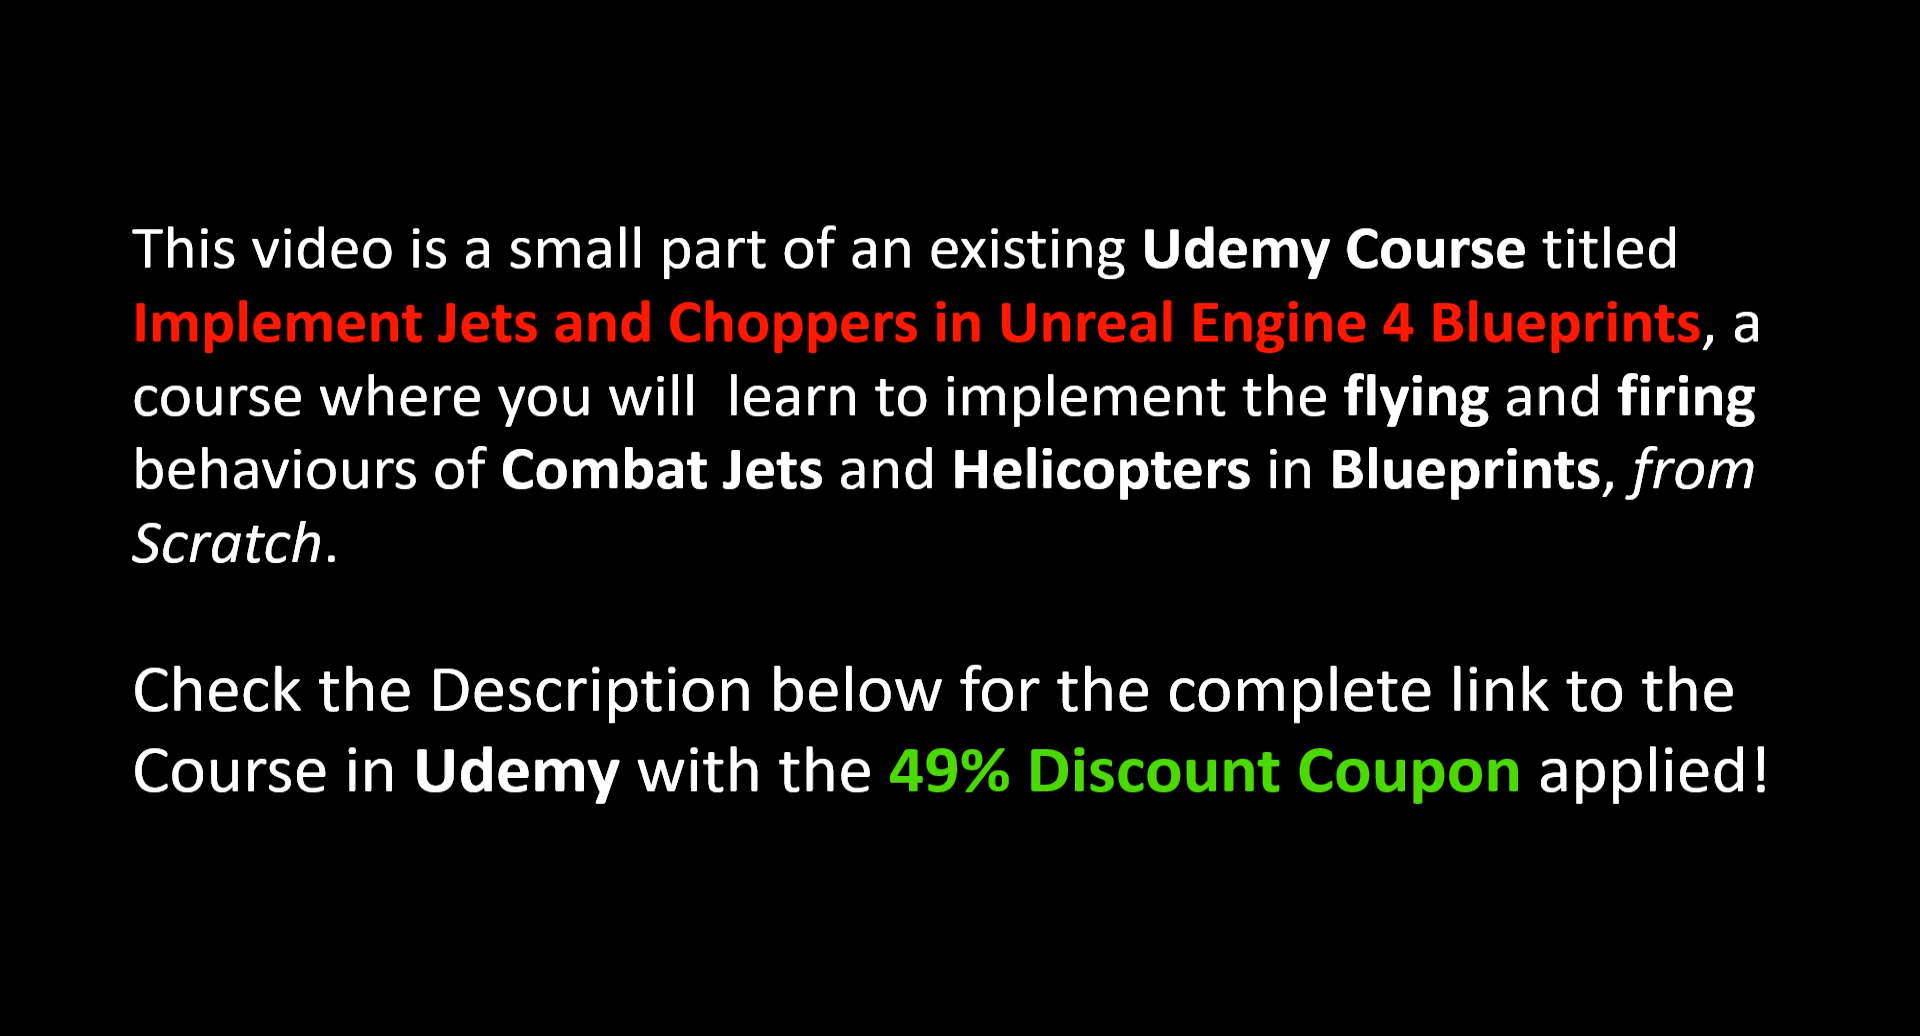 This video is a small part of an existing Udemy Course titled
Implement Jets and Choppers in Unreal Engine 4 Blueprints, a
course where you will  learn to implement the flying and firing
behaviours of Combat Jets and Helicopters in Blueprints, from
Scratch.
Check the Description below for the complete link to the
Course in Udemy with the 49% Discount Coupon applied!